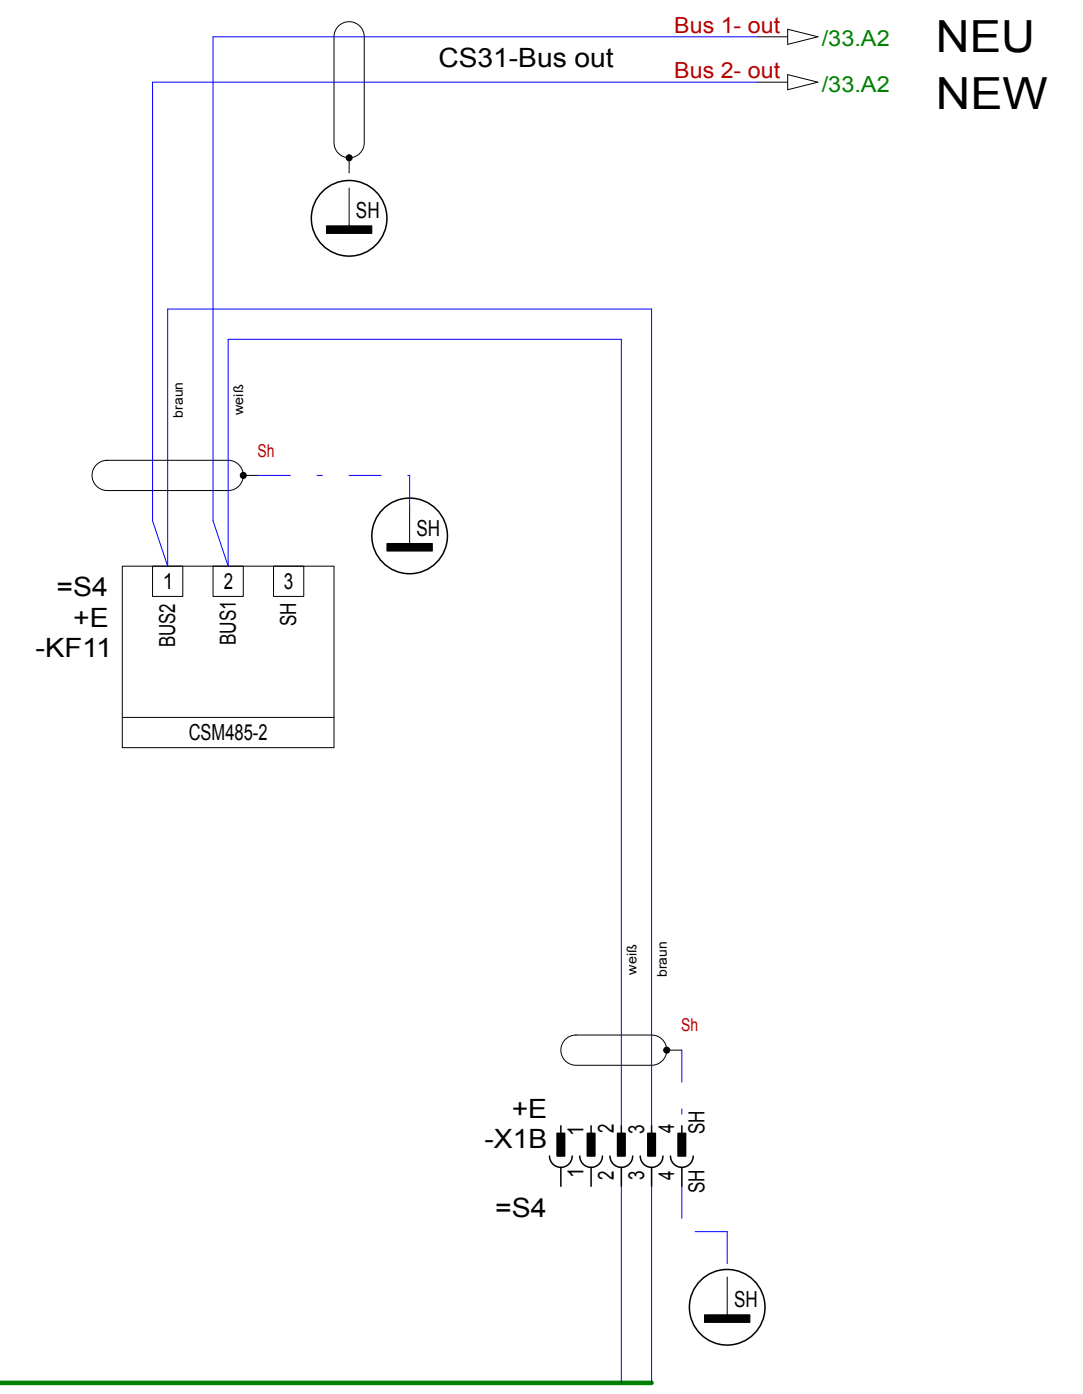 Bus 1- out
/33.A2
NEU
CS31-Bus out
Bus 2- out
/33.A2
NEW
SH
braun
weiß
Sh
SH
=S4
+E
-KF11
1
2
3
BUS2
BUS1
SH
CSM485-2
weiß
braun
Sh
+E
-X1B
=S4
1
2
3
4
SH
1
2
3
4
SH
SH